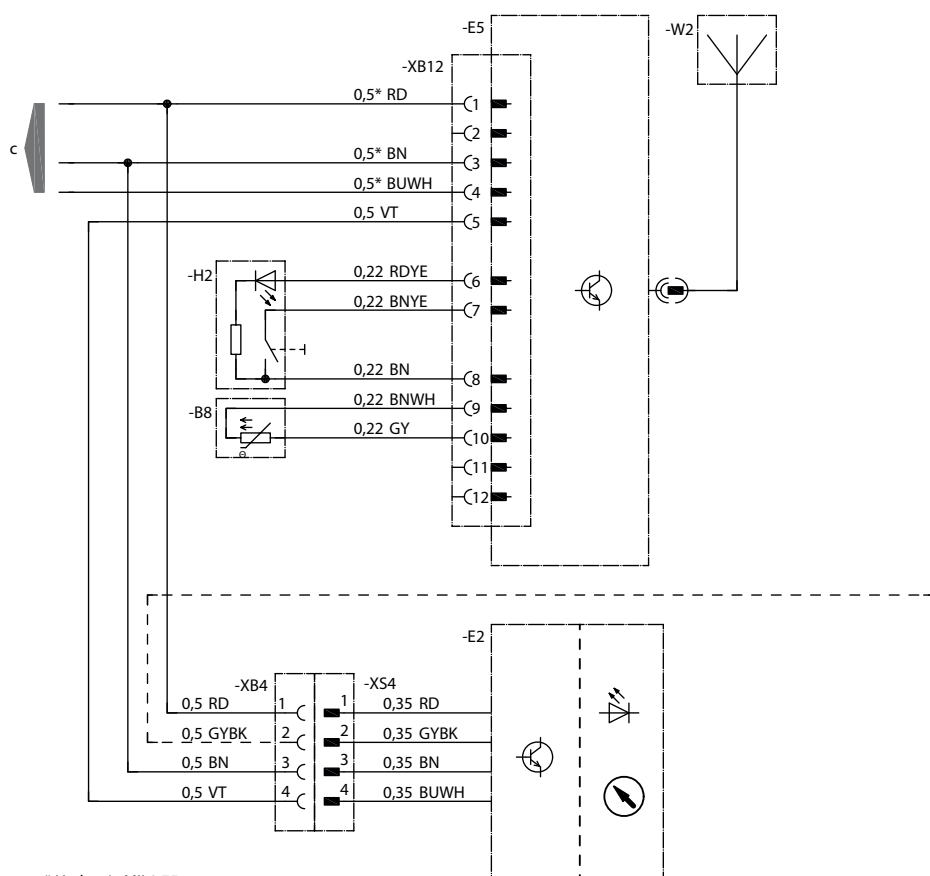 -E5
-W2
-XB12
0,5* RD
1
2
c
0,5* BN
3
0,5* BUWH
4
0,5 VT
5
-H2
0,22 RDYE
6
0,22 BNYE
7
0,22 BN
8
-B8
0,22 BNWH
9
0,22 GY
10
11
12
-E2
-XB4
-XS4
0,5 RD
1
1
0,35 RD
0,5 GYBK
2
2
0,35 GYBK
0,5 BN
3
3
0,35 BN
0,5 VT
4
4
0,35 BUWH